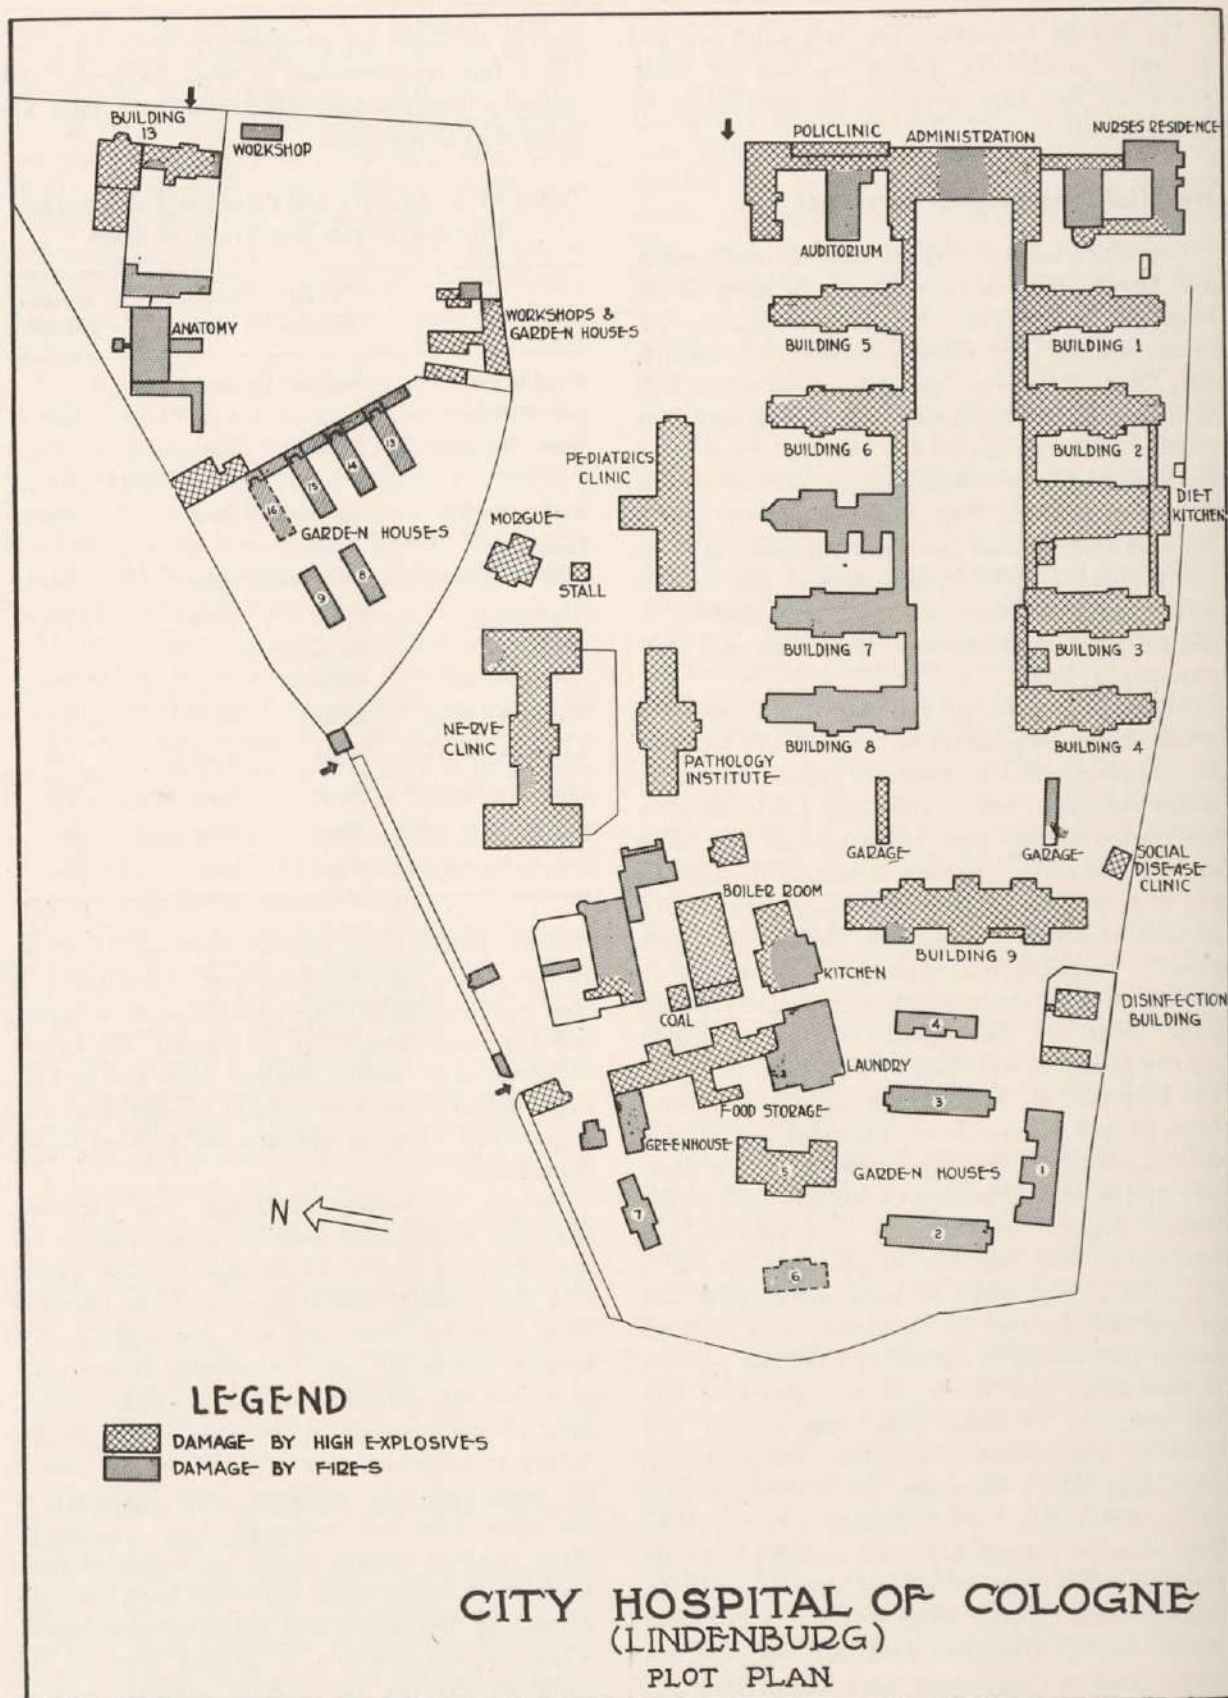 BUILDING
13
WORKSHOP
POLICLINIC
ADMINISTRATION
NURSES RESIDENCE
AUDITORIUM
ANATOMY
WORKSHOPS &
GARDEN HOUSES
BUILDING 5
BUILDING 1
BUILDING 6
BUILDING 2
13
14
15
16
GARDEN HOUSES
PEDIATRICS
CLINIC
DIET
KITCHEN
MORGUE
STALL
8
9
BUILDING 7
BUILDING 3
NERVE
CLINIC
PATHOLOGY
INSTITUTE
BUILDING 8
BUILDING 4
GARAGE
GARAGE
SOCIAL
DISEASE
CLINIC
BOILER ROOM
KITCHEN
BUILDING 9
COAL
4
DISINFECTION
BUILDING
LAUNDRY
3
FOOD STORAGE
GREENHOUSE
5
GARDEN HOUSES
1
7
2
6
N
LEGEND
DAMAGE BY HIGH EXPLOSIVES
DAMAGE BY FIRES
CITY HOSPITAL OF COLOGNE
(LINDENBURG)
PLOT PLAN